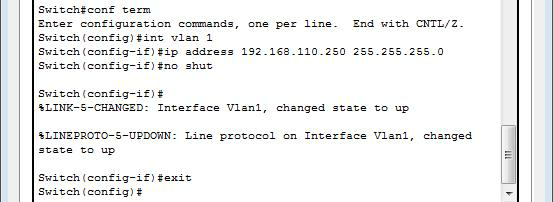 Switch#conf term
Enter configuration commands, one per line.  End with CNTL/Z.
Switch(config)#int vlan 1
Switch(config-if)#ip address 192.168.110.250 255.255.255.0
Switch(config-if)#no shut
Switch(config-if)#
%LINK-5-CHANGED: Interface Vlan1, changed state to up
%LINEPROTO-5-UPDOWN: Line protocol on Interface Vlan1, changed
state to up
Switch(config-if)#exit
Switch(config)#